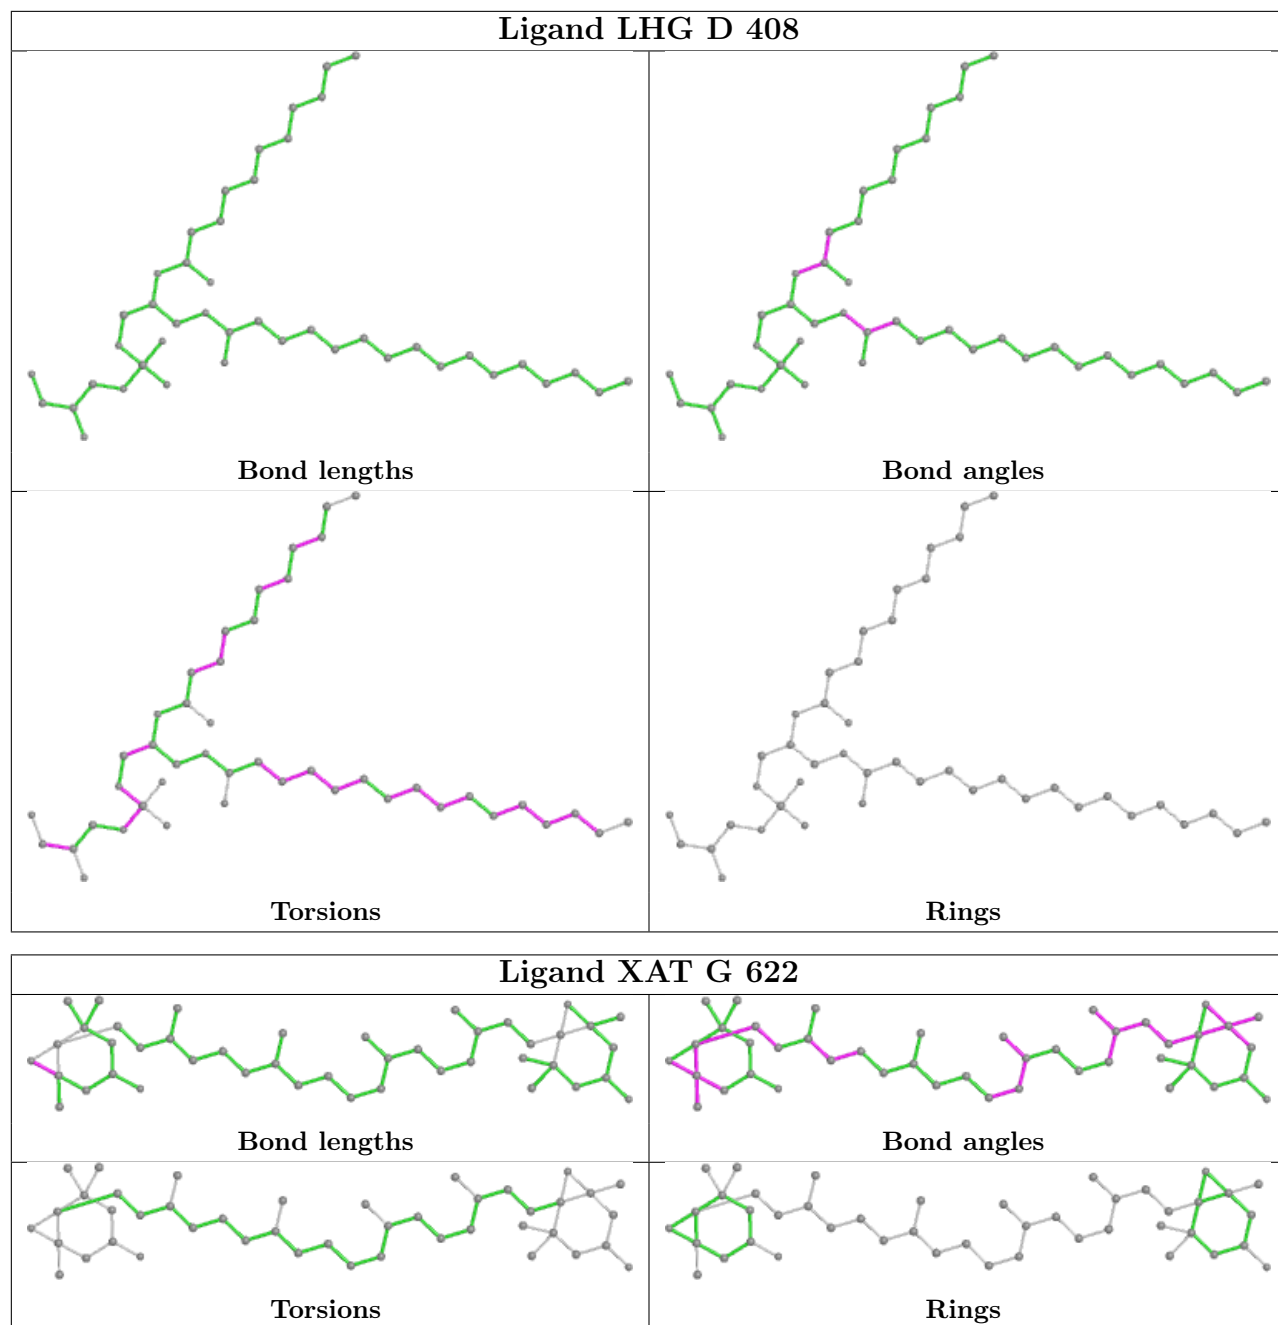 Ligand LHG D 408
Bond lengths
Bond angles
Torsions
Rings
Ligand XAT G 622
Bond lengths
Bond angles
Torsions
Rings